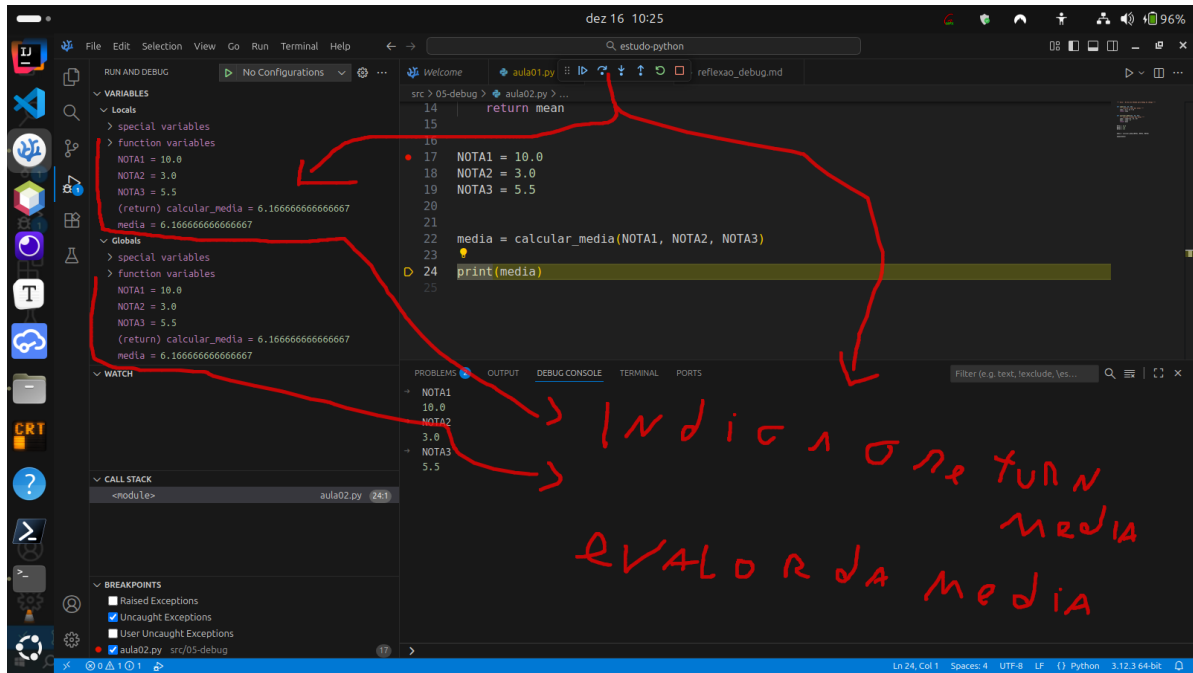 dez 16 10:25
96%
File Edit Selection View Go Run Terminal Help
estudo-python
RUN AND DEBUG
No Configurations
Welcome
aula01.py
reflexao_debug.md
src > 05-debug > aula02.py > ...
VARIABLES
Locals
special variables
function variables
NOTA1 = 10.0
NOTA2 = 3.0
NOTA3 = 5.5
(return) calcular_media = 6.166666666666667
media = 6.166666666666667
Globals
special variables
function variables
NOTA1 = 10.0
NOTA2 = 3.0
NOTA3 = 5.5
(return) calcular_media = 6.166666666666667
media = 6.166666666666667
14 return mean
15
16
17 NOTA1 = 10.0
18 NOTA2 = 3.0
19 NOTA3 = 5.5
20
21
22 media = calcular_media(NOTA1, NOTA2, NOTA3)
23
24 print(media)
25
WATCH
CALL STACK
<module> aula02.py 24:1
BREAKPOINTS
Raised Exceptions
Uncaught Exceptions
User Uncaught Exceptions
aula02.py src/05-debug 17
PROBLEMS OUTPUT DEBUG CONSOLE TERMINAL PORTS
Filter (e.g. text, !exclude, \es...
NOTA1
10.0
NOTA2
3.0
NOTA3
5.5
INdicA O ReTURN
MediA
e VALOR dA MediA
IJ
T
CRT
0 1 1
Ln 24, Col 1 Spaces: 4 UTF-8 LF {} Python 3.12.3 64-bit